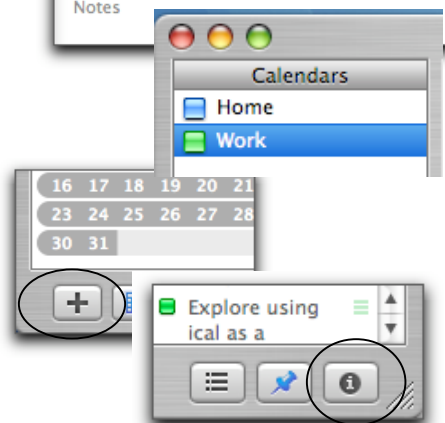 Notes
Calendars
Home
Work
16 17 18 19 20 21
23 24 25 26 27 28
30 31
Explore using
ical as a